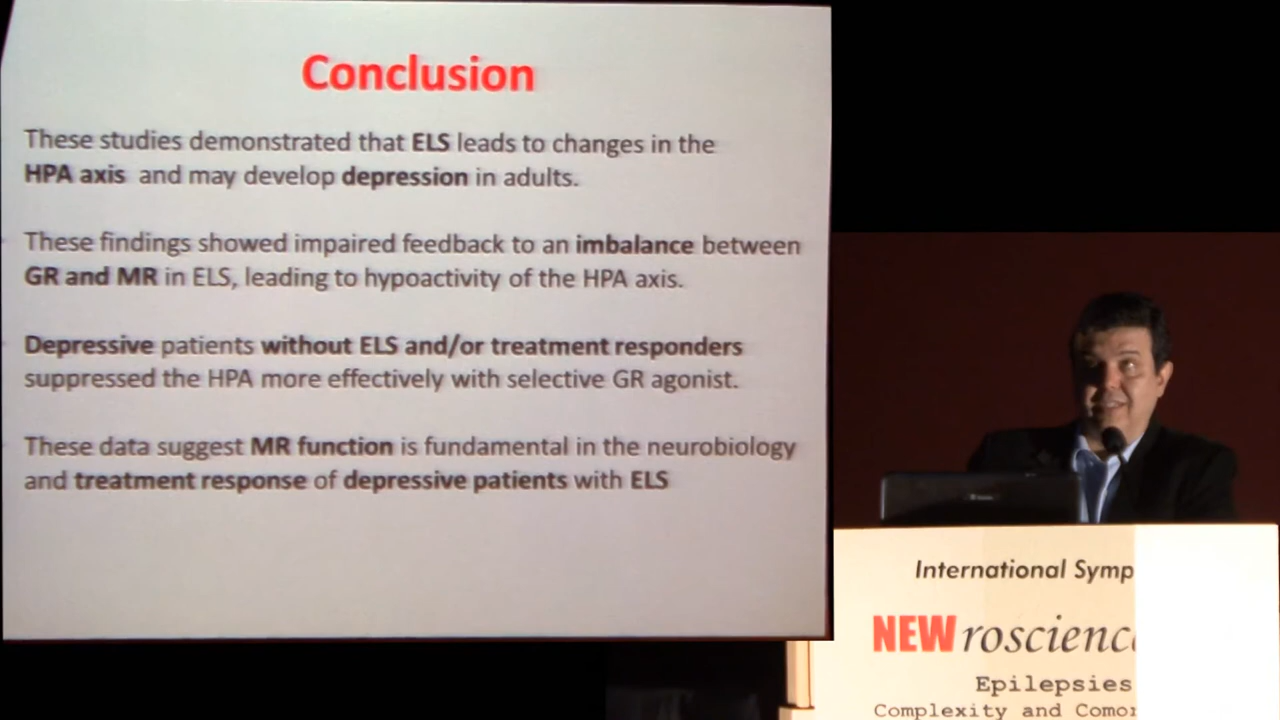 Conclusion
These studies demonstrated that ELS leads to changes in the
HPA axis and may develop depression in adults.
These findings showed impaired feedback to an imbalance between
GR and MR in ELS, leading to hypoactivity of the HPA axis.
Depressive patients without ELS and/or treatment responders
suppressed the HPA more effectively with selective GR agonist.
These data suggest MR function is fundamental in the neurobiology
and treatment response of depressive patients with ELS
International Symp
NEWroscienc
Epilepsies
Complexity and Comor